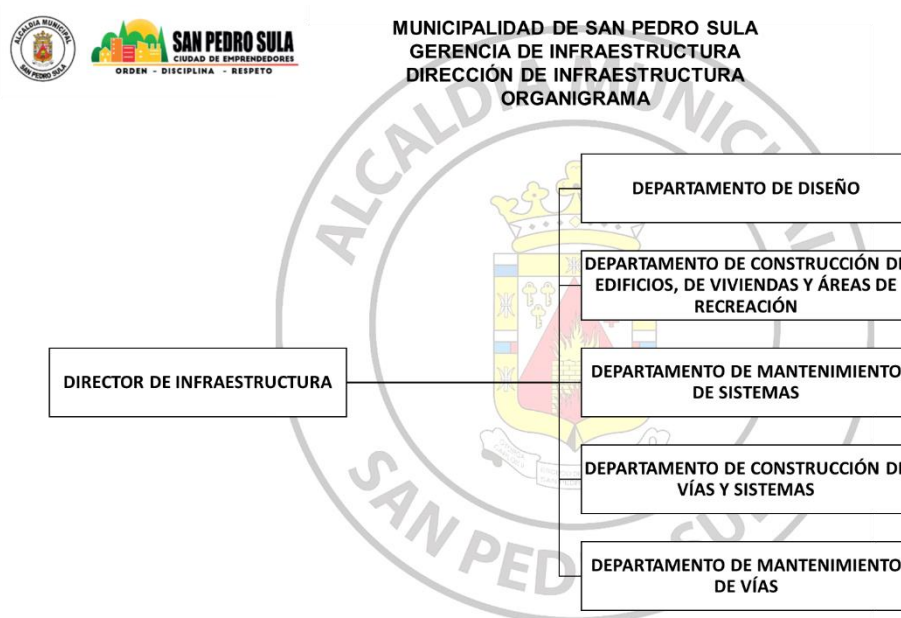 ALCALDIA MUNICIPAL
SAN PEDRO SULA
SAN PEDRO SULA
CIUDAD DE EMPRENDEDORES
ORDEN - DISCIPLINA - RESPETO
MUNICIPALIDAD DE SAN PEDRO SULA
GERENCIA DE INFRAESTRUCTURA
DIRECCIÓN DE INFRAESTRUCTURA
ORGANIGRAMA
ALCALDIA MUNICIPAL
SAN PEDRO SULA
DEPARTAMENTO DE DISEÑO
DEPARTAMENTO DE CONSTRUCCIÓN DE
EDIFICIOS, DE VIVIENDAS Y ÁREAS DE
RECREACIÓN
DIRECTOR DE INFRAESTRUCTURA
DEPARTAMENTO DE MANTENIMIENTO
DE SISTEMAS
DEPARTAMENTO DE CONSTRUCCIÓN DE
VÍAS Y SISTEMAS
DEPARTAMENTO DE MANTENIMIENTO
DE VÍAS